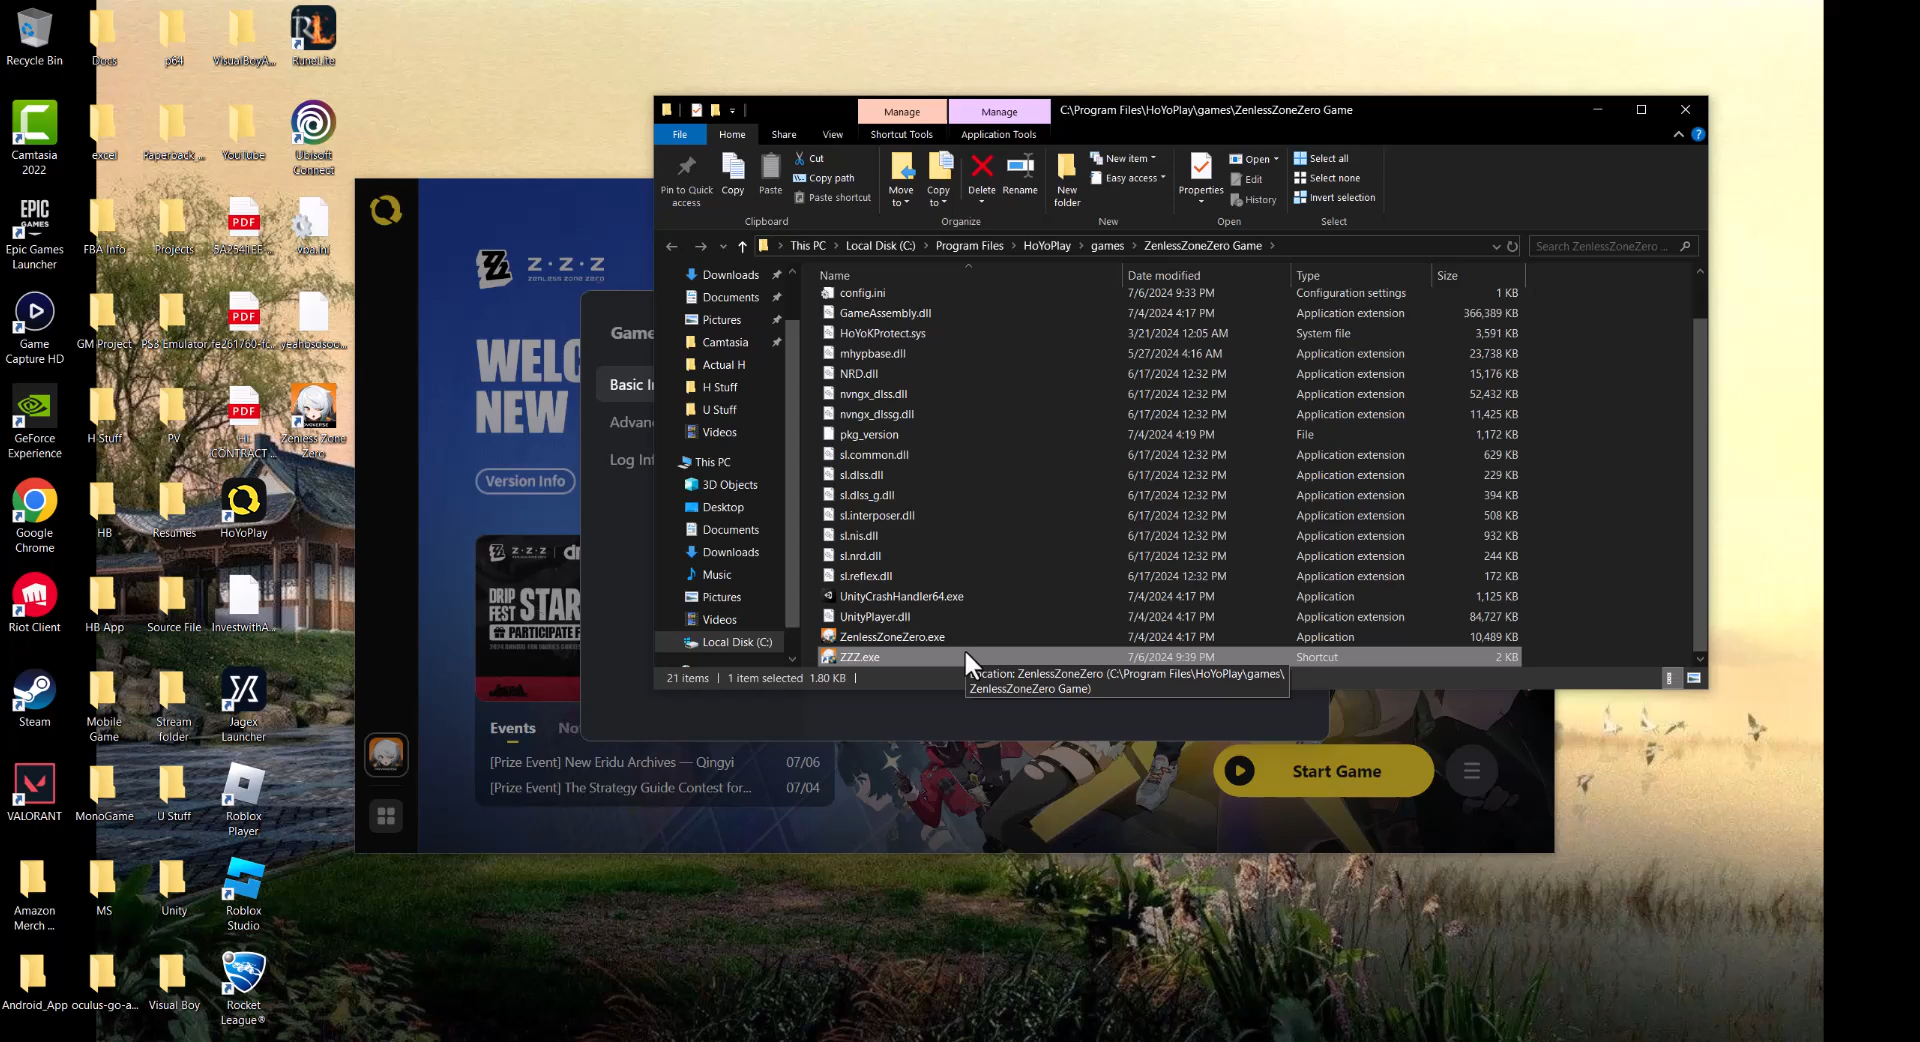 Recycle Bin
Docs
p64
VisualBoyA...
RuneLite
Camtasia
2022
excel
Paperback_...
YouTube
Ubisoft
Connect
EPIC
GAMES
Epic Games
Launcher
FBA Info
Projects
PDF
vba.ini
Game
Capture HD
GM Project
PS3 Emulator
PDF
GeForce
Experience
H Stuff
PV
PDF
CONTRACT ...
Zenless Zone
Zero
Google
Chrome
HB
Resumes
HoYoPlay
Riot Client
HB App
Source File
InvestwithA...
Steam
Mobile
Game
Stream
folder
Jagex
Launcher
VALORANT
MonoGame
U Stuff
Roblox
Player
Amazon
Merch ...
MS
Unity
Roblox
Studio
Android_App
oculus-go-a...
Visual Boy
Rocket
League®
Manage
Manage
C:\Program Files\HoYoPlay\games\ZenlessZoneZero Game
File
Home
Share
View
Shortcut Tools
Application Tools
Pin to Quick
access
Copy
Paste
Cut
Copy path
Paste shortcut
Clipboard
Move
to
Copy
to
Delete
Rename
Organize
New
folder
New item
Easy access
New
Properties
Open
Edit
History
Open
Select all
Select none
Invert selection
Select
This PC > Local Disk (C:) > Program Files > HoYoPlay > games > ZenlessZoneZero Game >
Search ZenlessZoneZero ...
Downloads
Documents
Pictures
Camtasia
Actual H
H Stuff
U Stuff
Videos
This PC
3D Objects
Desktop
Documents
Downloads
Music
Pictures
Videos
Local Disk (C:)
Name Date modified Type Size
config.ini 7/6/2024 9:33 PM Configuration settings 1 KB
GameAssembly.dll 7/4/2024 4:17 PM Application extension 366,389 KB
HoYoKProtect.sys 3/21/2024 12:05 AM System file 3,591 KB
mhypbase.dll 5/27/2024 4:16 AM Application extension 23,738 KB
NRD.dll 6/17/2024 12:32 PM Application extension 15,176 KB
nvngx_dlss.dll 6/17/2024 12:32 PM Application extension 52,432 KB
nvngx_dlssg.dll 6/17/2024 12:32 PM Application extension 11,425 KB
pkg_version 7/4/2024 4:19 PM File 1,172 KB
sl.common.dll 6/17/2024 12:32 PM Application extension 629 KB
sl.dlss.dll 6/17/2024 12:32 PM Application extension 229 KB
sl.dlss_g.dll 6/17/2024 12:32 PM Application extension 394 KB
sl.interposer.dll 6/17/2024 12:32 PM Application extension 508 KB
sl.nis.dll 6/17/2024 12:32 PM Application extension 932 KB
sl.nrd.dll 6/17/2024 12:32 PM Application extension 244 KB
sl.reflex.dll 6/17/2024 12:32 PM Application extension 172 KB
UnityCrashHandler64.exe 7/4/2024 4:17 PM Application 1,125 KB
UnityPlayer.dll 7/4/2024 4:17 PM Application extension 84,727 KB
ZenlessZoneZero.exe 7/4/2024 4:17 PM Application 10,489 KB
ZZZ.exe 7/6/2024 9:39 PM Shortcut 2 KB
21 items 1 item selected 1.80 KB
Location: ZenlessZoneZero (C:\Program Files\HoYoPlay\games\
ZenlessZoneZero Game)
Z·Z·Z
ZENLESS ZONE ZERO
WELC
NEW
Version Info
Game
Basic I
Advan
Log Inf
Z·Z·Z
DRIP
FEST STAR
PARTICIPATE F
Events
No
[Prize Event] New Eridu Archives — Qingyi 07/06
[Prize Event] The Strategy Guide Contest for... 07/04
Start Game